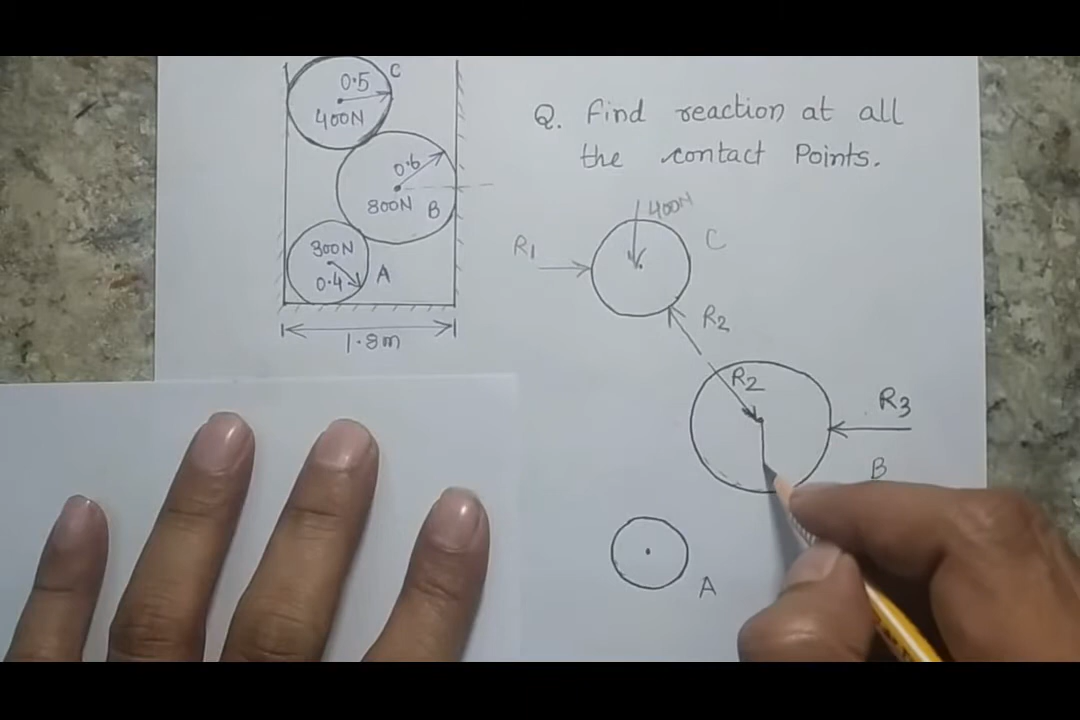 0.5
C
400N
0.6
800N
B
300N
0.4
A
1.8m
Q. Find reaction at all
the contact Points.
400N
C
R1
R2
R2
R3
B
A